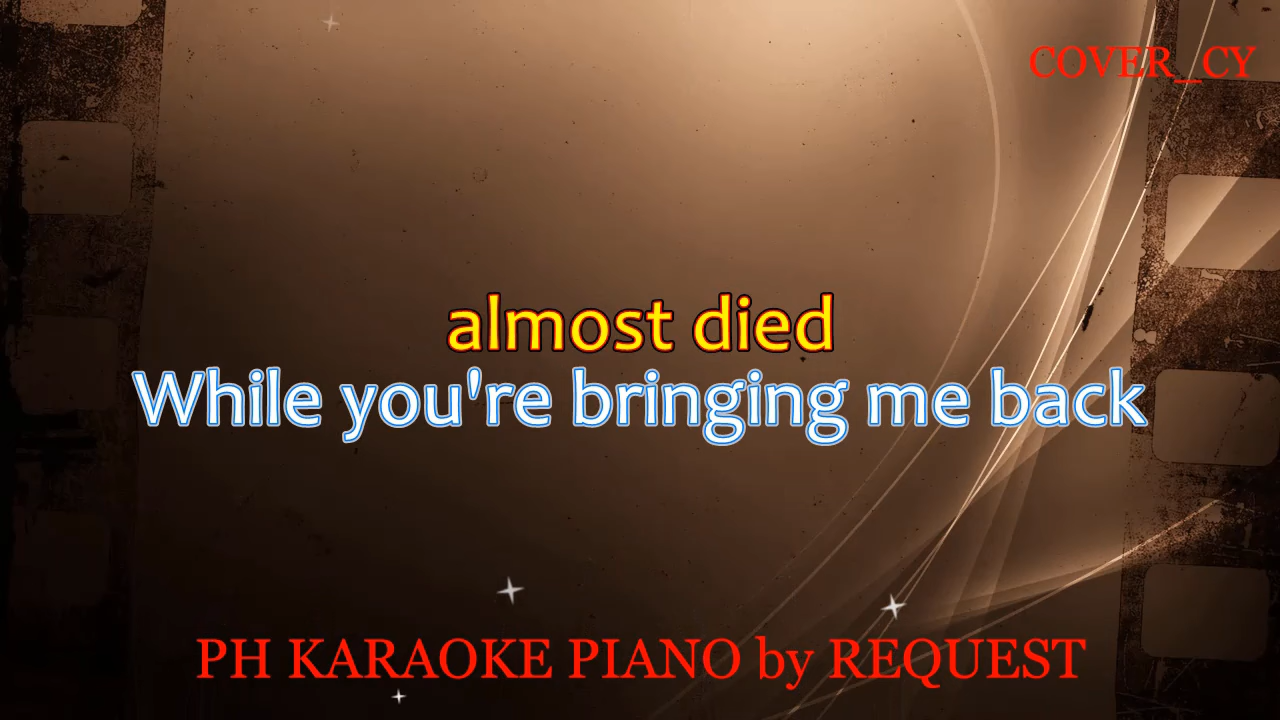 COVER_CY
almost died
While you're bringing me back
PH KARAOKE PIANO by REQUEST